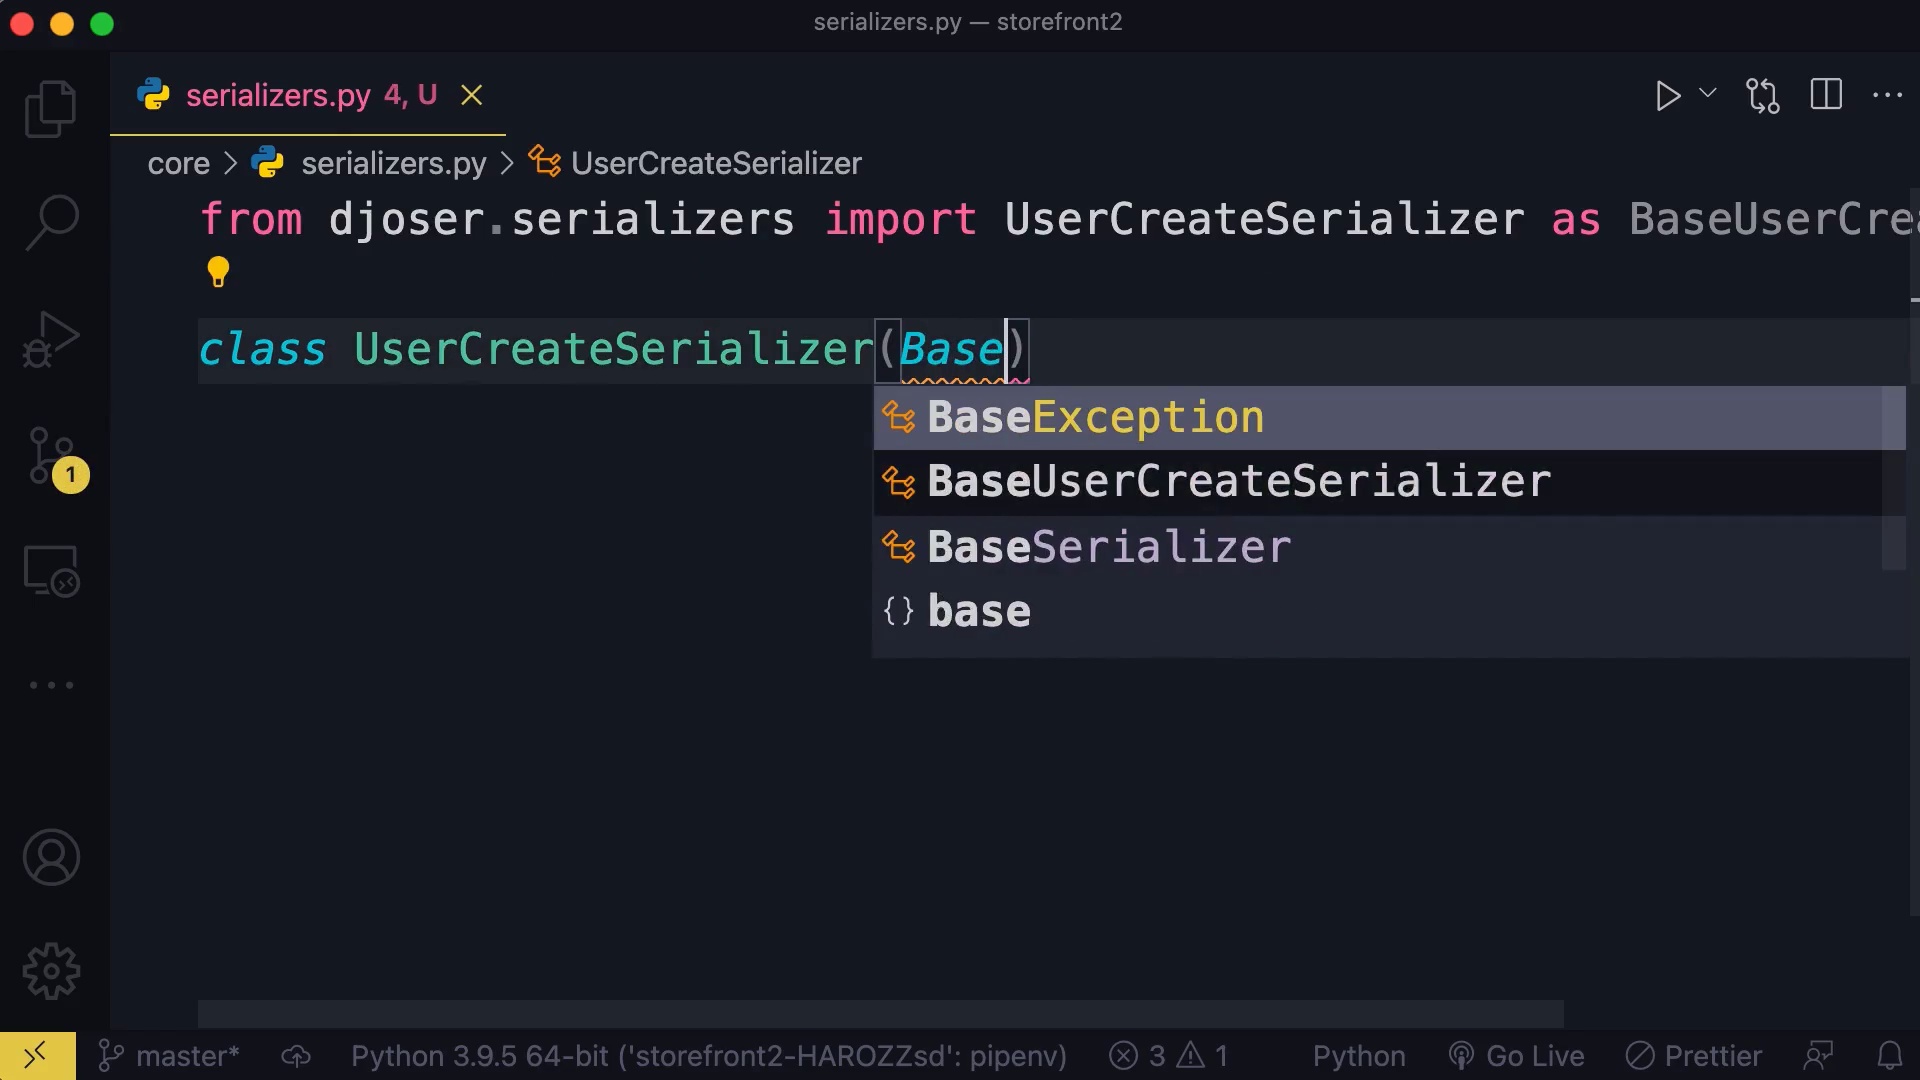 serializers.py — storefront2
serializers.py 4, U
core > serializers.py > UserCreateSerializer
from djoser.serializers import UserCreateSerializer as BaseUserCrea
class UserCreateSerializer(Base)
BaseException
BaseUserCreateSerializer
BaseSerializer
{} base
1
master* Python 3.9.5 64-bit ('storefront2-HAROZZsd': pipenv) 3 1 Python Go Live Prettier